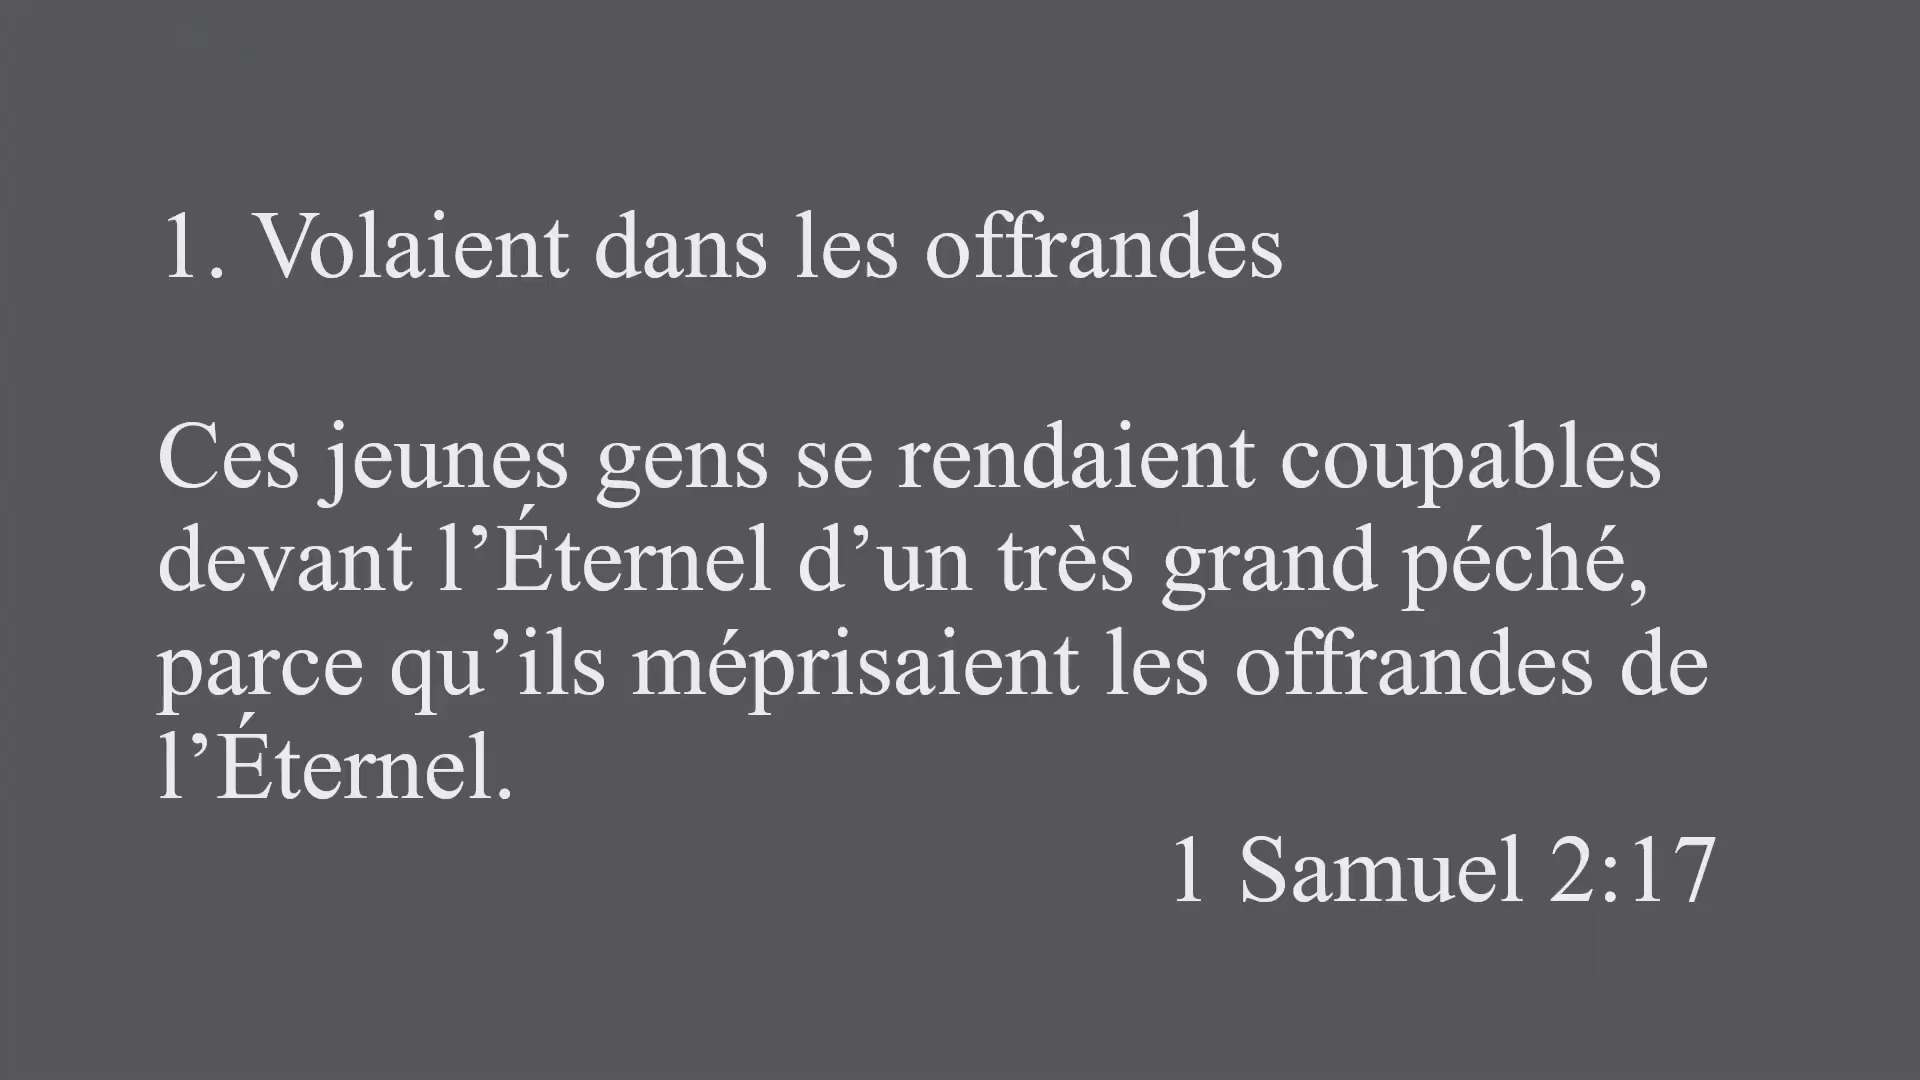 1. Volaient dans les offrandes
Ces jeunes gens se rendaient coupables
devant l’Éternel d’un très grand péché,
parce qu’ils méprisaient les offrandes de
l’Éternel.
1 Samuel 2:17